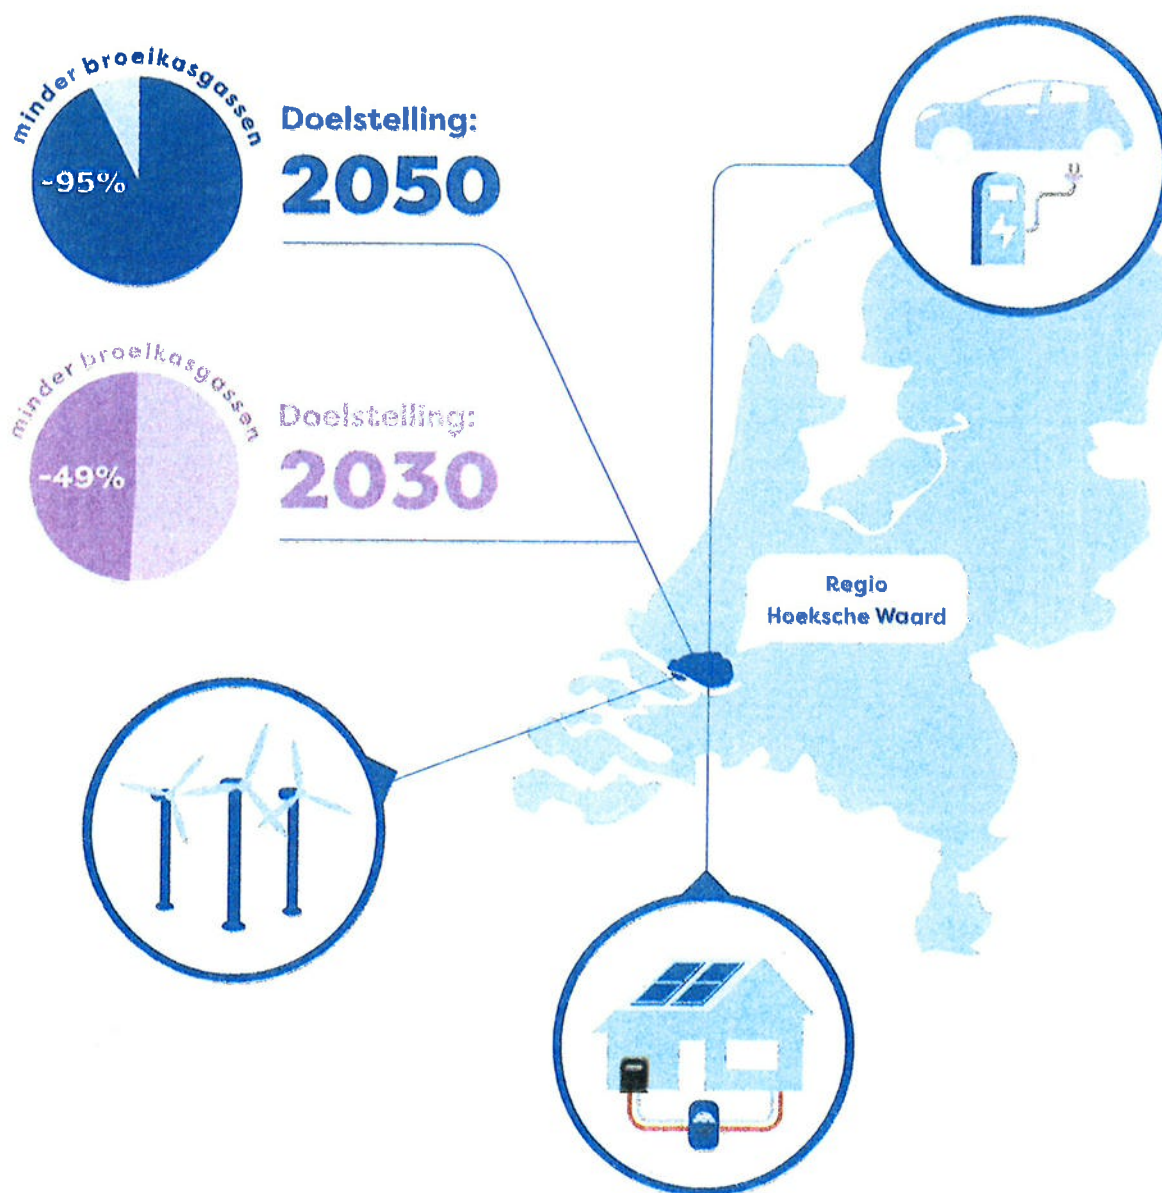 minder broeikasgassen
-95%
Doelstelling:
2050
minder broeikasgassen
-49%
Doelstelling:
2030
Regio
Hoeksche Waard